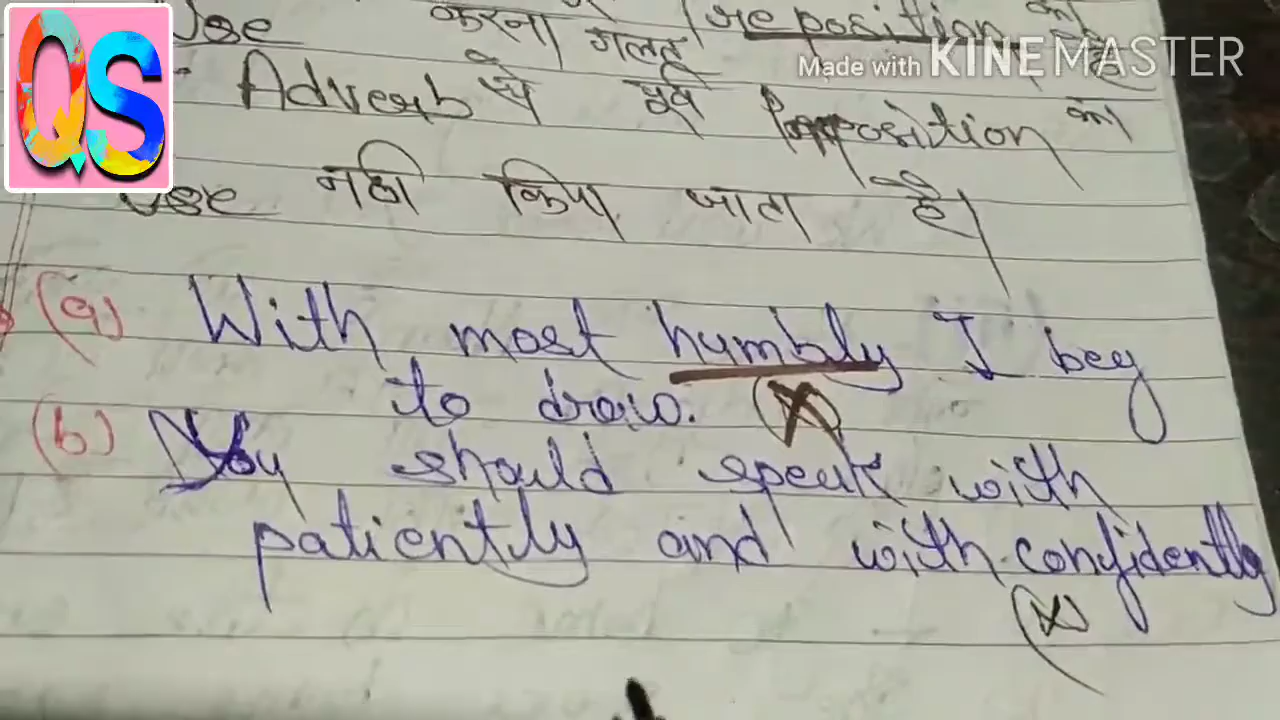 QS
Made with KINEMASTER
Use करना गलत Preposition का है
Adverb से पूर्व Preposition का
Use नही किया जाता है।
(a) With most humbly I beg
to draw. (X)
(b) You should speak with
patiently and with confidently
(X)